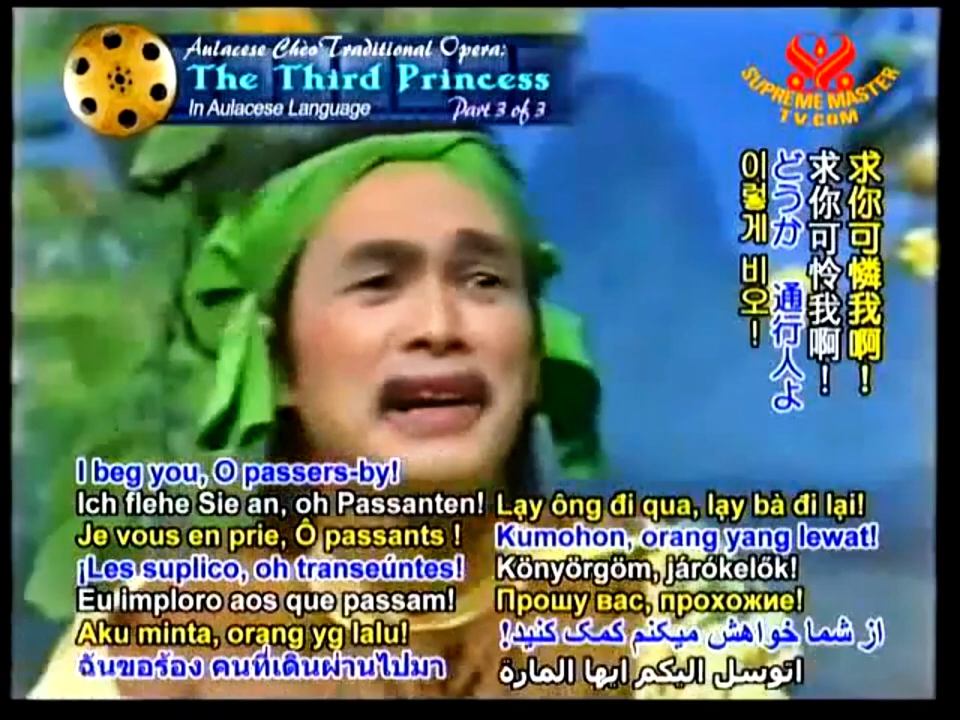 Aulacese Chèo Traditional Opera:
The Third Princess
In Aulacese Language
Part 3 of 3
SUPREME MASTER
TV.COM
求你可憐我啊！
求你可怜我啊！
どうか 通行人よ
이렇게 비오!
I beg you, O passers-by!
Ich flehe Sie an, oh Passanten!
Je vous en prie, Ô passants !
¡Les suplico, oh transeúntes!
Eu imploro aos que passam!
Aku minta, orang yg lalu!
ฉันขอร้อง คนที่เดินผ่านไปมา
Lạy ông đi qua, lạy bà đi lại!
Kumohon, orang yang lewat!
Könyörgöm, járókelők!
Прошу вас, прохожие!
از شما خواهش میکنم کمک کنید!
اتوسل اليكم ايها المارة